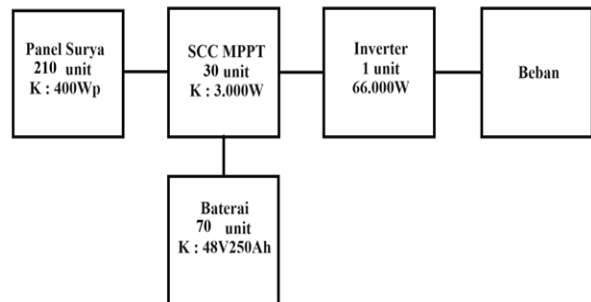 Panel Surya
210 unit
K : 400Wp
SCC MPPT
30 unit
K : 3.000W
Inverter
1 unit
66.000W
Beban
Baterai
70 unit
K : 48V250Ah